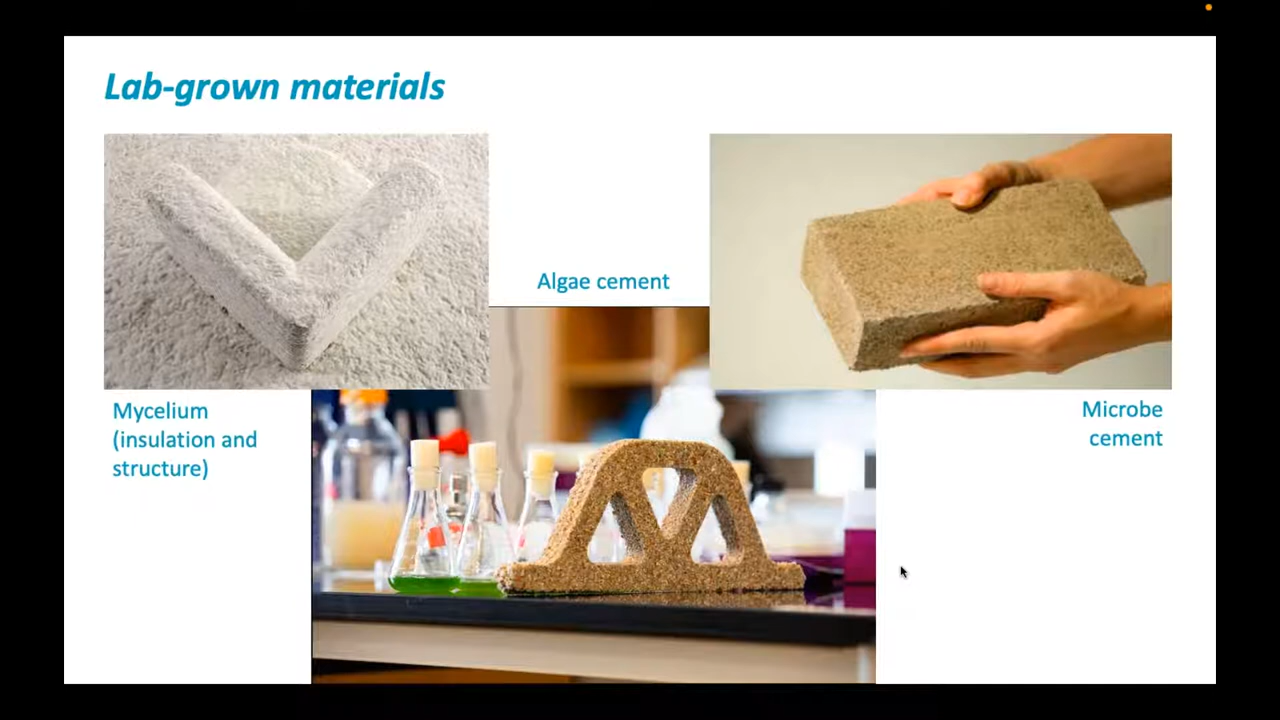 Lab-grown materials
Algae cement
Mycelium
(insulation and
structure)
Microbe
cement